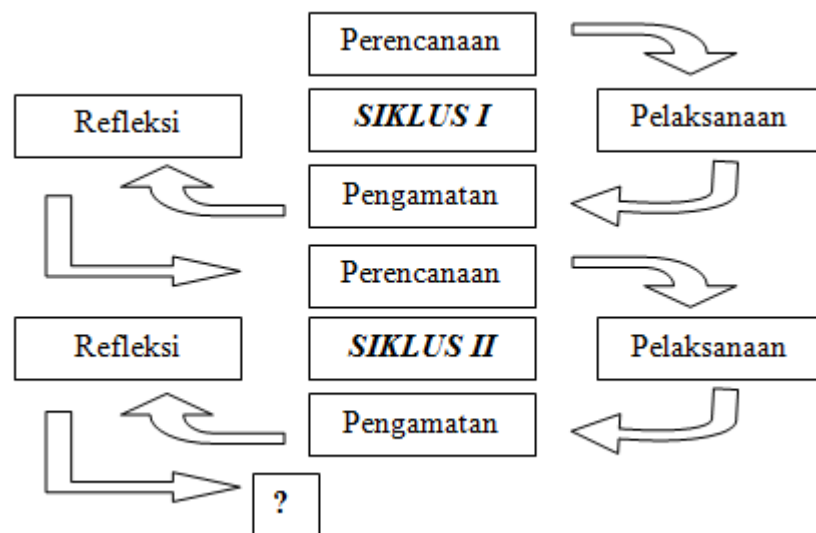 Perencanaan
Refleksi
SIKLUS I
Pelaksanaan
Pengamatan
Perencanaan
Refleksi
SIKLUS II
Pelaksanaan
Pengamatan
?